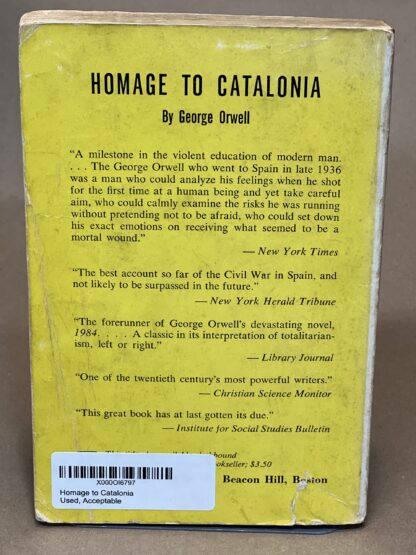 HOMAGE TO CATALONIA
By George Orwell
"A milestone in the violent education of modern man.
. . . The George Orwell who went to Spain in late 1936
was a man who could analyze his feelings when he shot
for the first time at a human being and yet take careful
aim, who could calmly examine the risks he was running
without pretending not to be afraid, who could set down
his exact emotions on receiving what seemed to be a
mortal wound."
— New York Times
"The best account so far of the Civil War in Spain, and
not likely to be surpassed in the future."
— New York Herald Tribune
"The forerunner of George Orwell's devastating novel,
1984. . . . A classic in its interpretation of totalitarian-
ism, left or right."
— Library Journal
"One of the twentieth century's most powerful writers."
— Christian Science Monitor
"This great book has at last gotten its due."
— Institute for Social Studies Bulletin
bound
okseller; $3.50
Beacon Hill, Boston
X000OI6797
Homage to Catalonia
Used, Acceptable